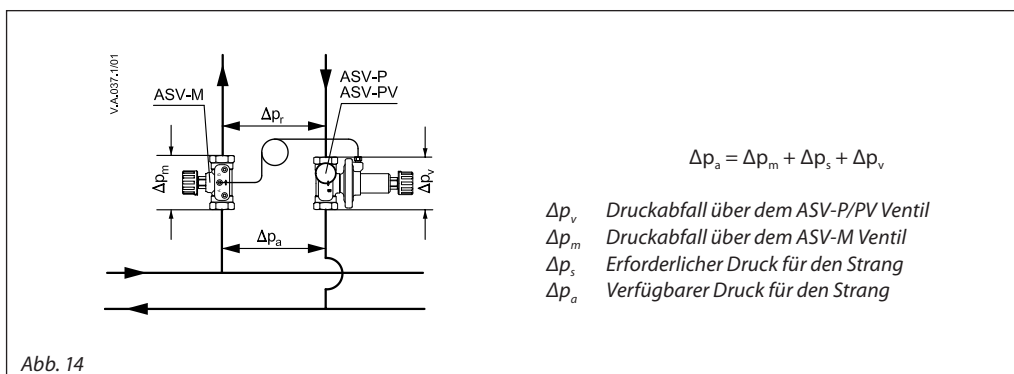 V.A.037.1/01
ASV-P
ASV-PV
ASV-M
Δpᵣ
Δpₘ
Δpᵥ
Δpₐ
Δpₐ = Δpₘ + Δpₛ + Δpᵥ
Δpᵥ Druckabfall über dem ASV-P/PV Ventil
Δpₘ Druckabfall über dem ASV-M Ventil
Δpₛ Erforderlicher Druck für den Strang
Δpₐ Verfügbarer Druck für den Strang
Abb. 14